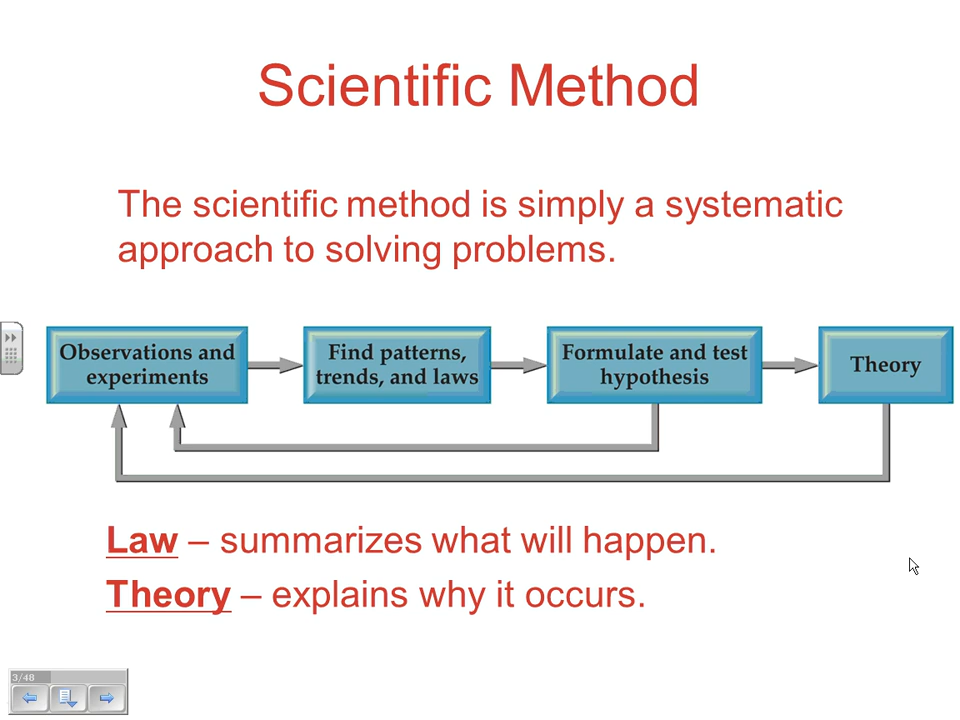 Scientific Method
The scientific method is simply a systematic
approach to solving problems.
Observations and
experiments
Find patterns,
trends, and laws
Formulate and test
hypothesis
Theory
Law – summarizes what will happen.
Theory – explains why it occurs.
3/48